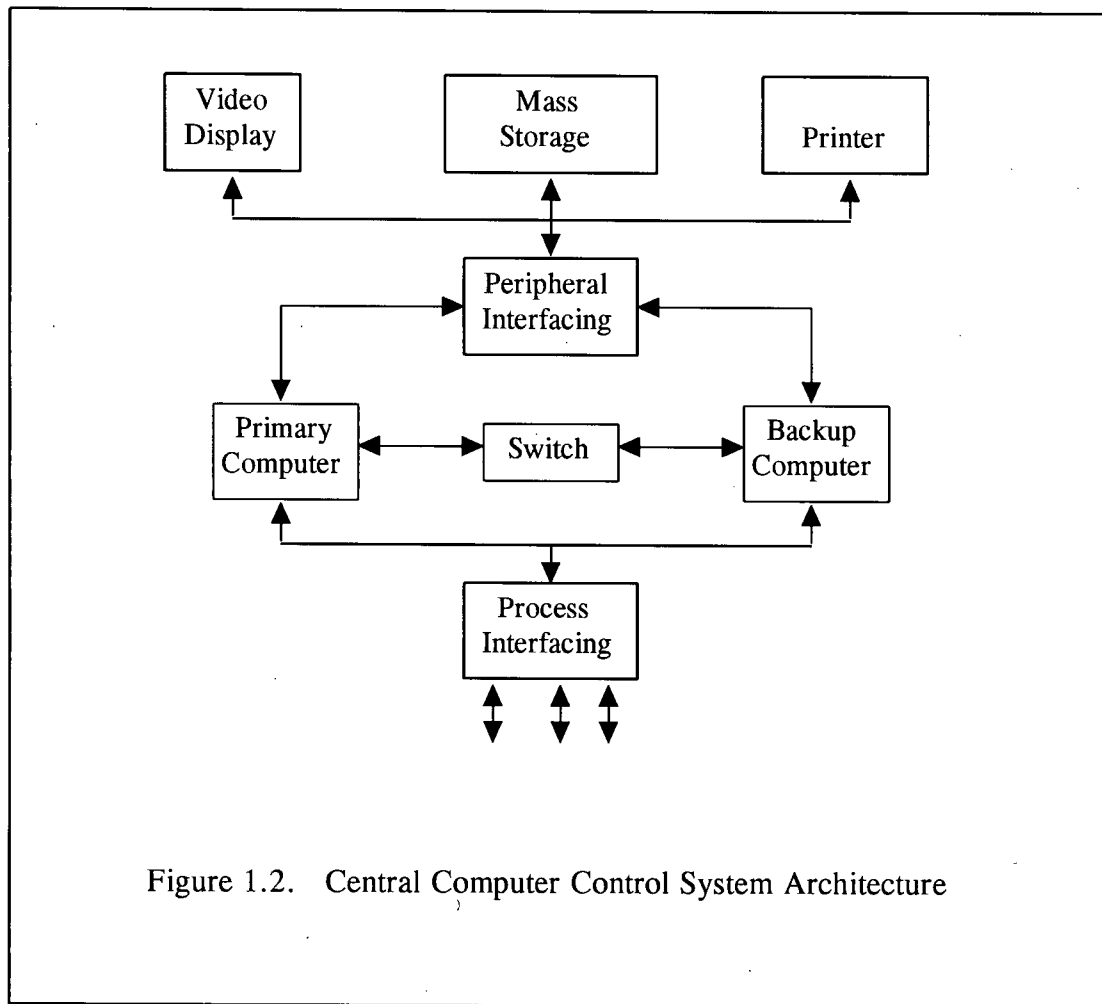 Video
Display
Mass
Storage
Printer
Peripheral
Interfacing
Primary
Computer
Switch
Backup
Computer
Process
Interfacing
Figure 1.2. Central Computer Control System Architecture